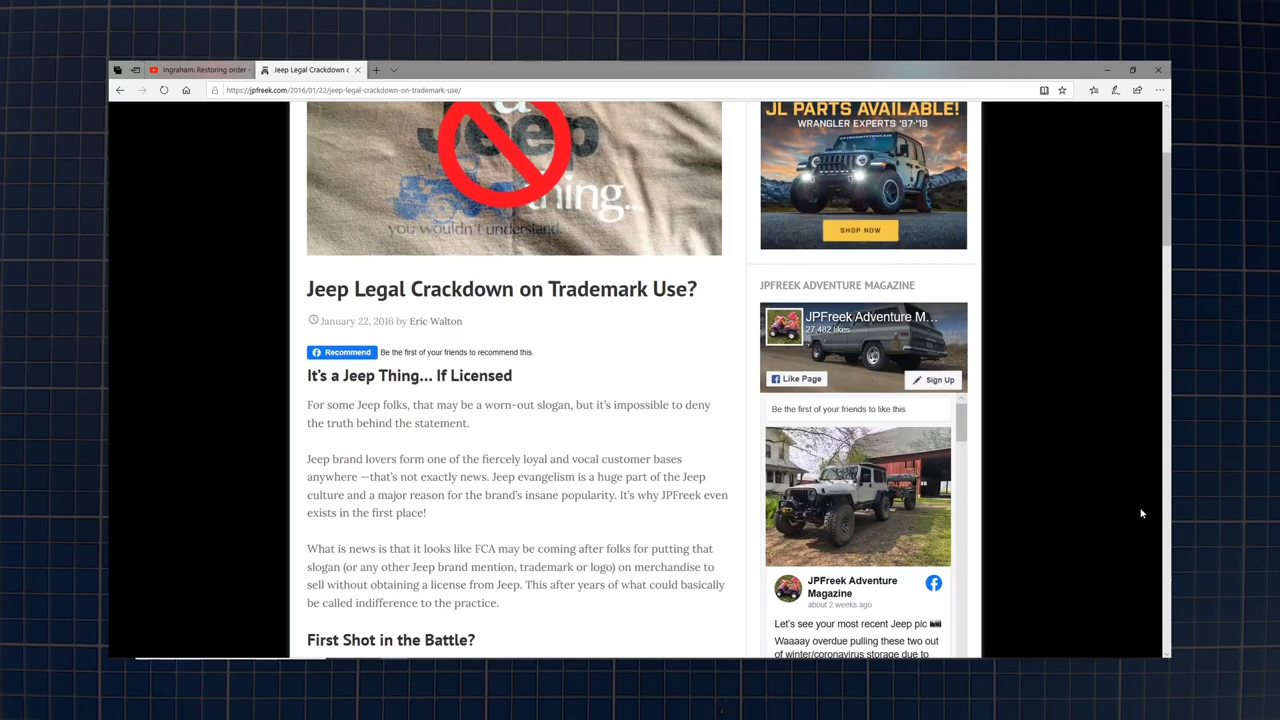 Ingraham: Restoring order -
Jeep Legal Crackdown o
https://jpfreek.com/2016/01/22/jeep-legal-crackdown-on-trademark-use/
a
Jeep
thing...
you wouldn't understand.
Jeep Legal Crackdown on Trademark Use?
January 22, 2016 by Eric Walton
Recommend Be the first of your friends to recommend this.
It's a Jeep Thing... If Licensed
For some Jeep folks, that may be a worn-out slogan, but it's impossible to deny
the truth behind the statement.
Jeep brand lovers form one of the fiercely loyal and vocal customer bases
anywhere —that's not exactly news. Jeep evangelism is a huge part of the Jeep
culture and a major reason for the brand's insane popularity. It's why JPFreek even
exists in the first place!
What is news is that it looks like FCA may be coming after folks for putting that
slogan (or any other Jeep brand mention, trademark or logo) on merchandise to
sell without obtaining a license from Jeep. This after years of what could basically
be called indifference to the practice.
First Shot in the Battle?
JL PARTS AVAILABLE!
WRANGLER EXPERTS '87-'18
SHOP NOW
JPFREEK ADVENTURE MAGAZINE
JPFreek Adventure M...
27,482 likes
Like Page
Sign Up
Be the first of your friends to like this
JPFreek Adventure
Magazine
about 2 weeks ago
Let's see your most recent Jeep pic 📷
Waaaay overdue pulling these two out
of winter/coronavirus storage due to